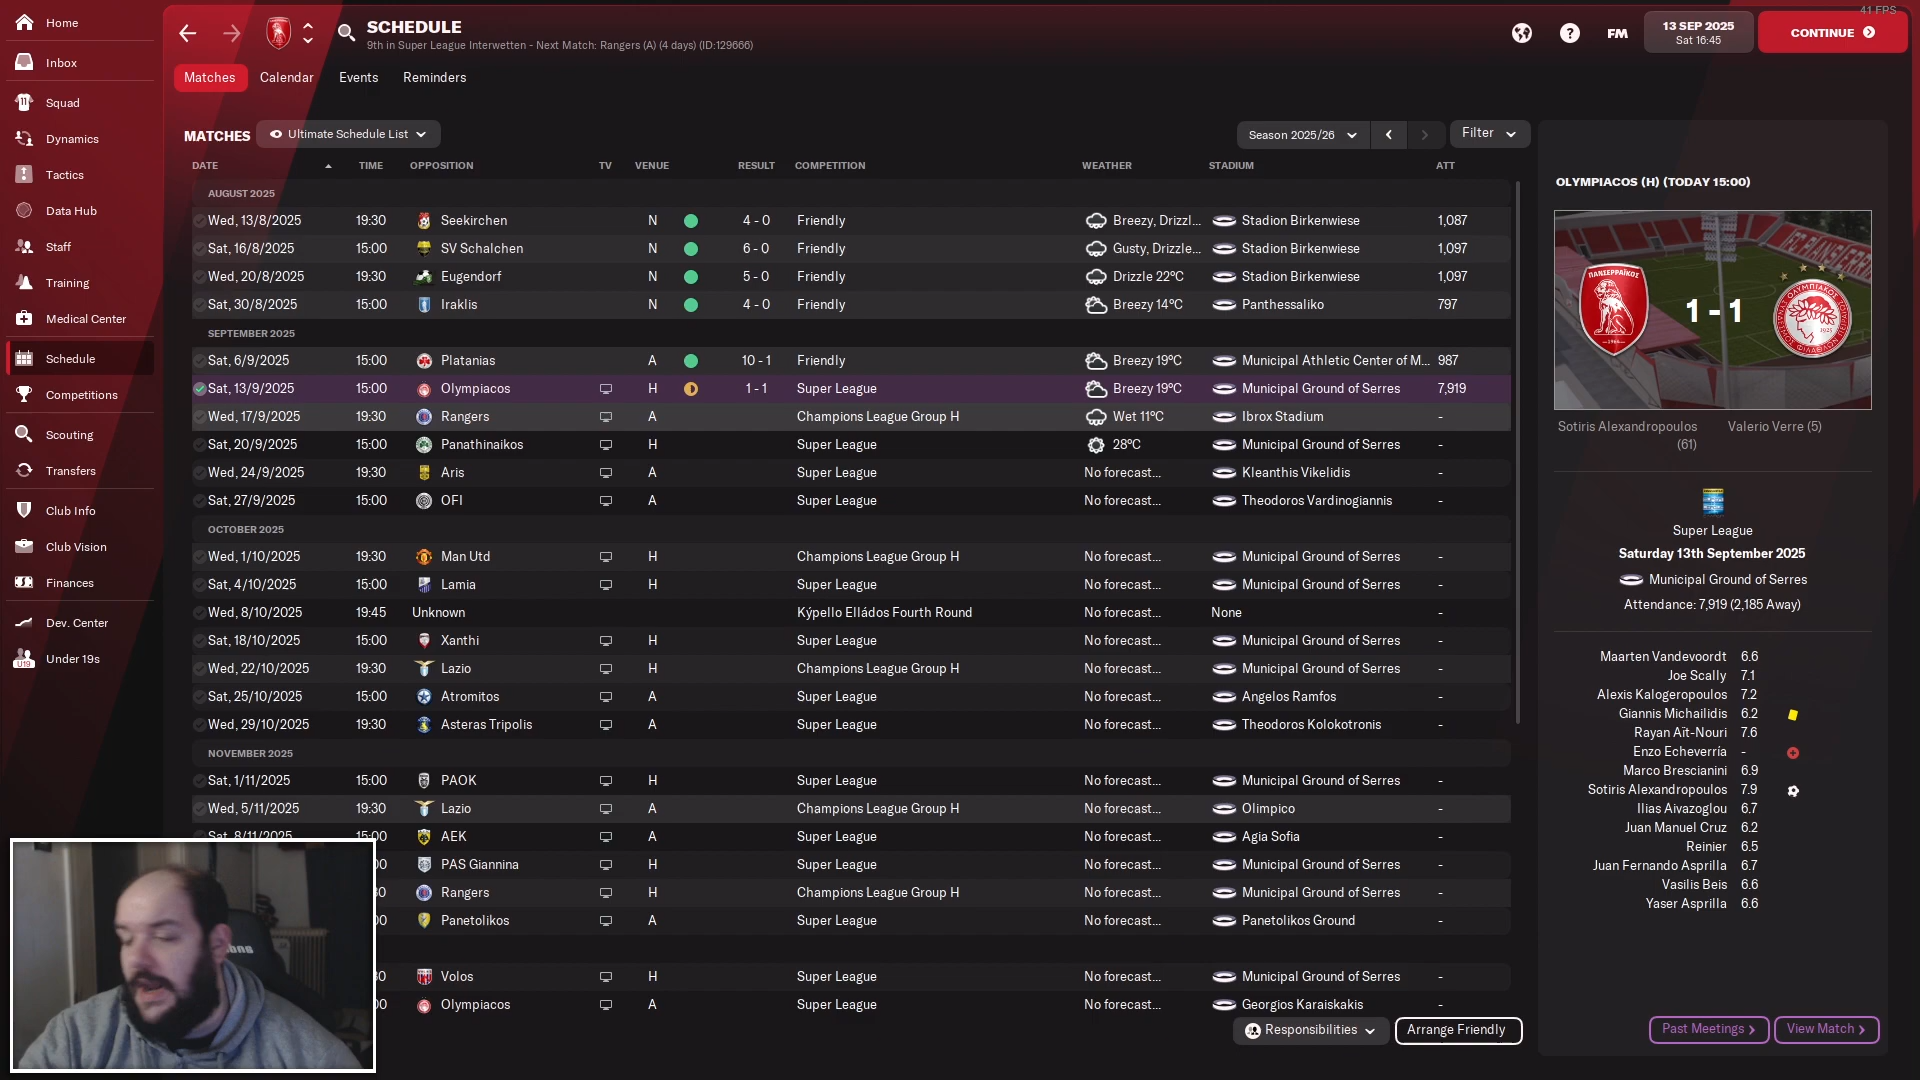 41 FPS
Home
Inbox
Squad
Dynamics
Tactics
Data Hub
Staff
Training
Medical Center
Schedule
Competitions
Scouting
Transfers
Club Info
Club Vision
Finances
Dev. Center
U19 Under 19s
SCHEDULE
9th in Super League Interwetten - Next Match: Rangers (A) (4 days) (ID:129666)
? FM
13 SEP 2025
Sat 16:45
CONTINUE
Matches Calendar Events Reminders
MATCHES Ultimate Schedule List Season 2025/26 Filter
DATE TIME OPPOSITION TV VENUE RESULT COMPETITION WEATHER STADIUM ATT
AUGUST 2025
Wed, 13/8/2025 19:30 Seekirchen N 4 - 0 Friendly Breezy, Drizzl... Stadion Birkenwiese 1,087
Sat, 16/8/2025 15:00 SV Schalchen N 6 - 0 Friendly Gusty, Drizzle... Stadion Birkenwiese 1,097
Wed, 20/8/2025 19:30 Eugendorf N 5 - 0 Friendly Drizzle 22ºC Stadion Birkenwiese 1,097
Sat, 30/8/2025 15:00 Iraklis N 4 - 0 Friendly Breezy 14ºC Panthessaliko 797
SEPTEMBER 2025
Sat, 6/9/2025 15:00 Platanias A 10 - 1 Friendly Breezy 19ºC Municipal Athletic Center of M... 987
Sat, 13/9/2025 15:00 Olympiacos H 1 - 1 Super League Breezy 19ºC Municipal Ground of Serres 7,919
Wed, 17/9/2025 19:30 Rangers A Champions League Group H Wet 11ºC Ibrox Stadium -
Sat, 20/9/2025 15:00 Panathinaikos H Super League 28ºC Municipal Ground of Serres -
Wed, 24/9/2025 19:30 Aris A Super League No forecast... Kleanthis Vikelidis -
Sat, 27/9/2025 15:00 OFI A Super League No forecast... Theodoros Vardinogiannis -
OCTOBER 2025
Wed, 1/10/2025 19:30 Man Utd H Champions League Group H No forecast... Municipal Ground of Serres -
Sat, 4/10/2025 15:00 Lamia H Super League No forecast... Municipal Ground of Serres -
Wed, 8/10/2025 19:45 Unknown Kýpello Elládos Fourth Round No forecast... None -
Sat, 18/10/2025 15:00 Xanthi H Super League No forecast... Municipal Ground of Serres -
Wed, 22/10/2025 19:30 Lazio H Champions League Group H No forecast... Municipal Ground of Serres -
Sat, 25/10/2025 15:00 Atromitos A Super League No forecast... Angelos Ramfos -
Wed, 29/10/2025 19:30 Asteras Tripolis A Super League No forecast... Theodoros Kolokotronis -
NOVEMBER 2025
Sat, 1/11/2025 15:00 PAOK H Super League No forecast... Municipal Ground of Serres -
Wed, 5/11/2025 19:30 Lazio A Champions League Group H No forecast... Olimpico -
Sat, 8/11/2025 15:00 AEK A Super League No forecast... Agia Sofia -
PAS Giannina H Super League No forecast... Municipal Ground of Serres -
Rangers H Champions League Group H No forecast... Municipal Ground of Serres -
Panetolikos A Super League No forecast... Panetolikos Ground -
Volos H Super League No forecast... Municipal Ground of Serres -
Olympiacos A Super League No forecast... Georgios Karaiskakis -
Responsibilities Arrange Friendly
OLYMPIACOS (H) (TODAY 15:00)
ΠΑΝΣΕΡΡΑΪΚΟΣ
1 - 1
Sotiris Alexandropoulos (61)
Valerio Verre (5)
Super League
Saturday 13th September 2025
Municipal Ground of Serres
Attendance: 7,919 (2,185 Away)
Maarten Vandevoordt 6.6
Joe Scally 7.1
Alexis Kalogeropoulos 7.2
Giannis Michailidis 6.2
Rayan Aït-Nouri 7.6
Enzo Echeverría -
Marco Brescianini 6.9
Sotiris Alexandropoulos 7.9
Ilias Aivazoglou 6.7
Juan Manuel Cruz 6.2
Reinier 6.5
Juan Fernando Asprilla 6.7
Vasilis Beis 6.6
Yaser Asprilla 6.6
Past Meetings View Match